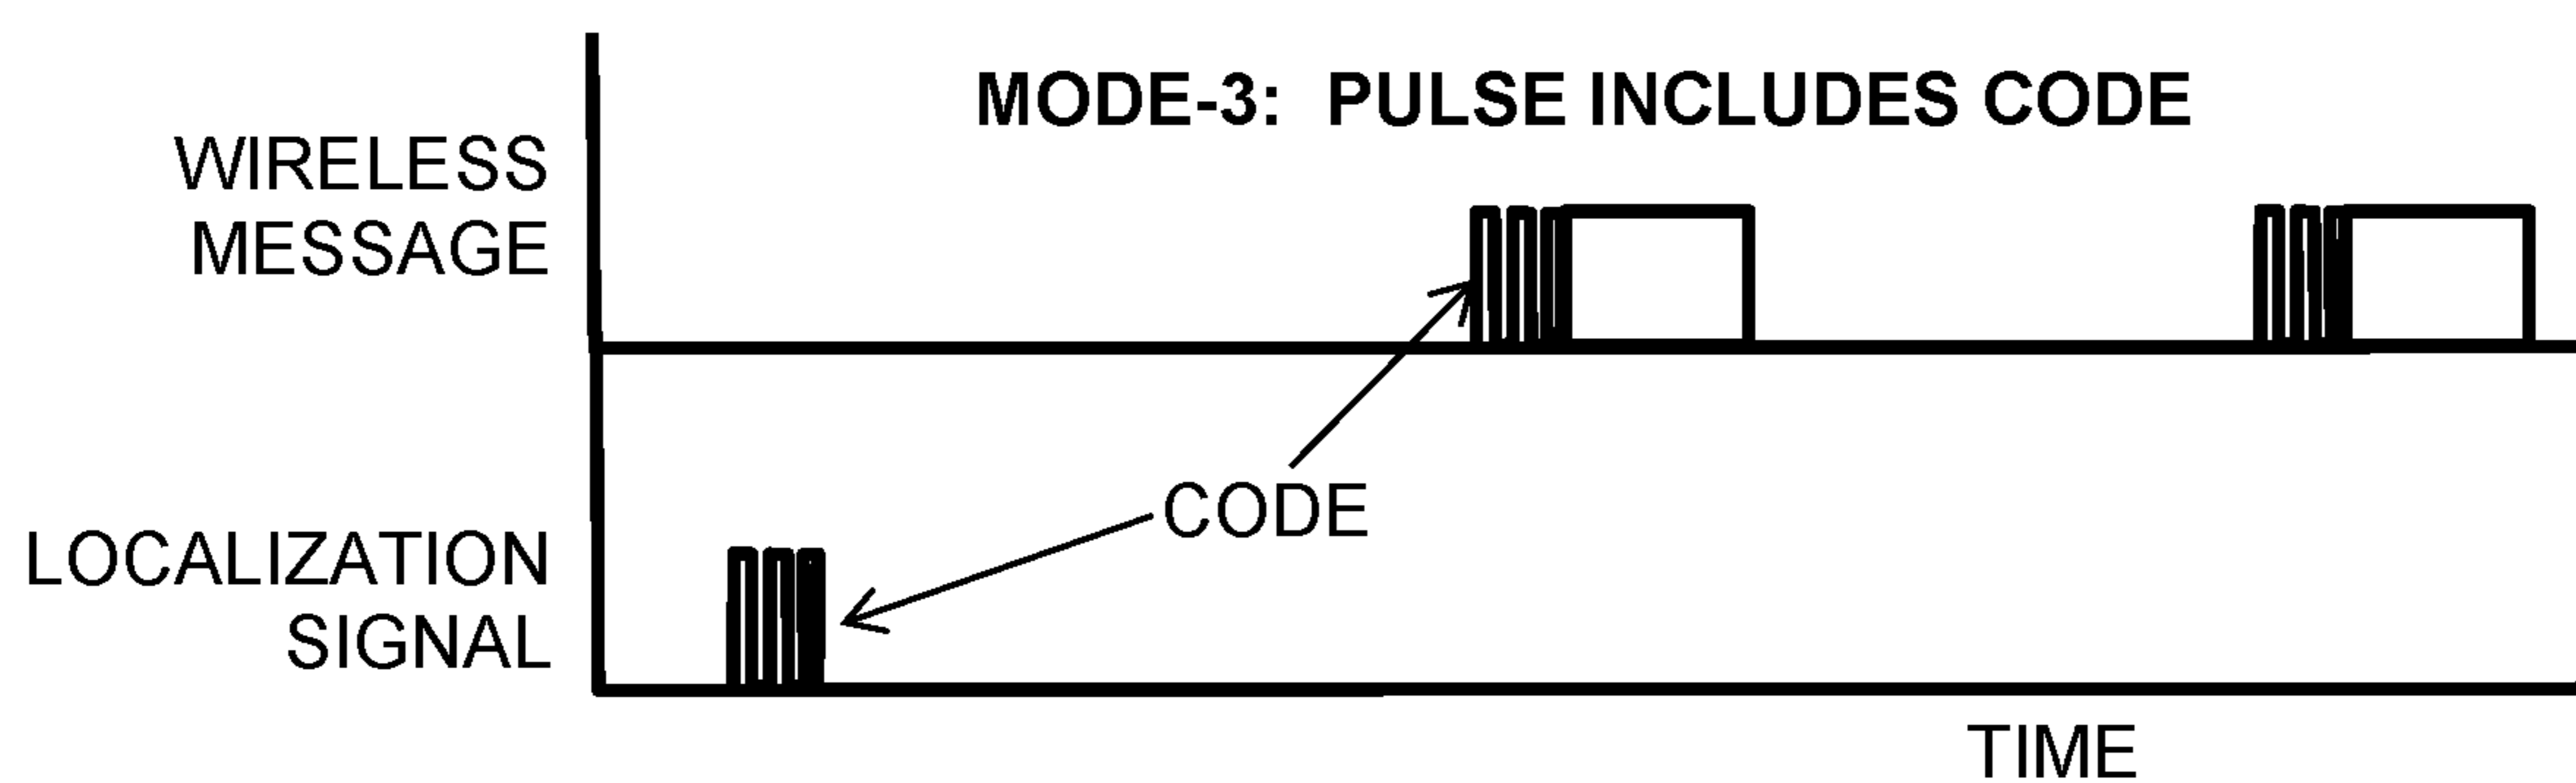 MODE-3: PULSE INCLUDES CODE
WIRELESS
MESSAGE
CODE
LOCALIZATION
SIGNAL
TIME